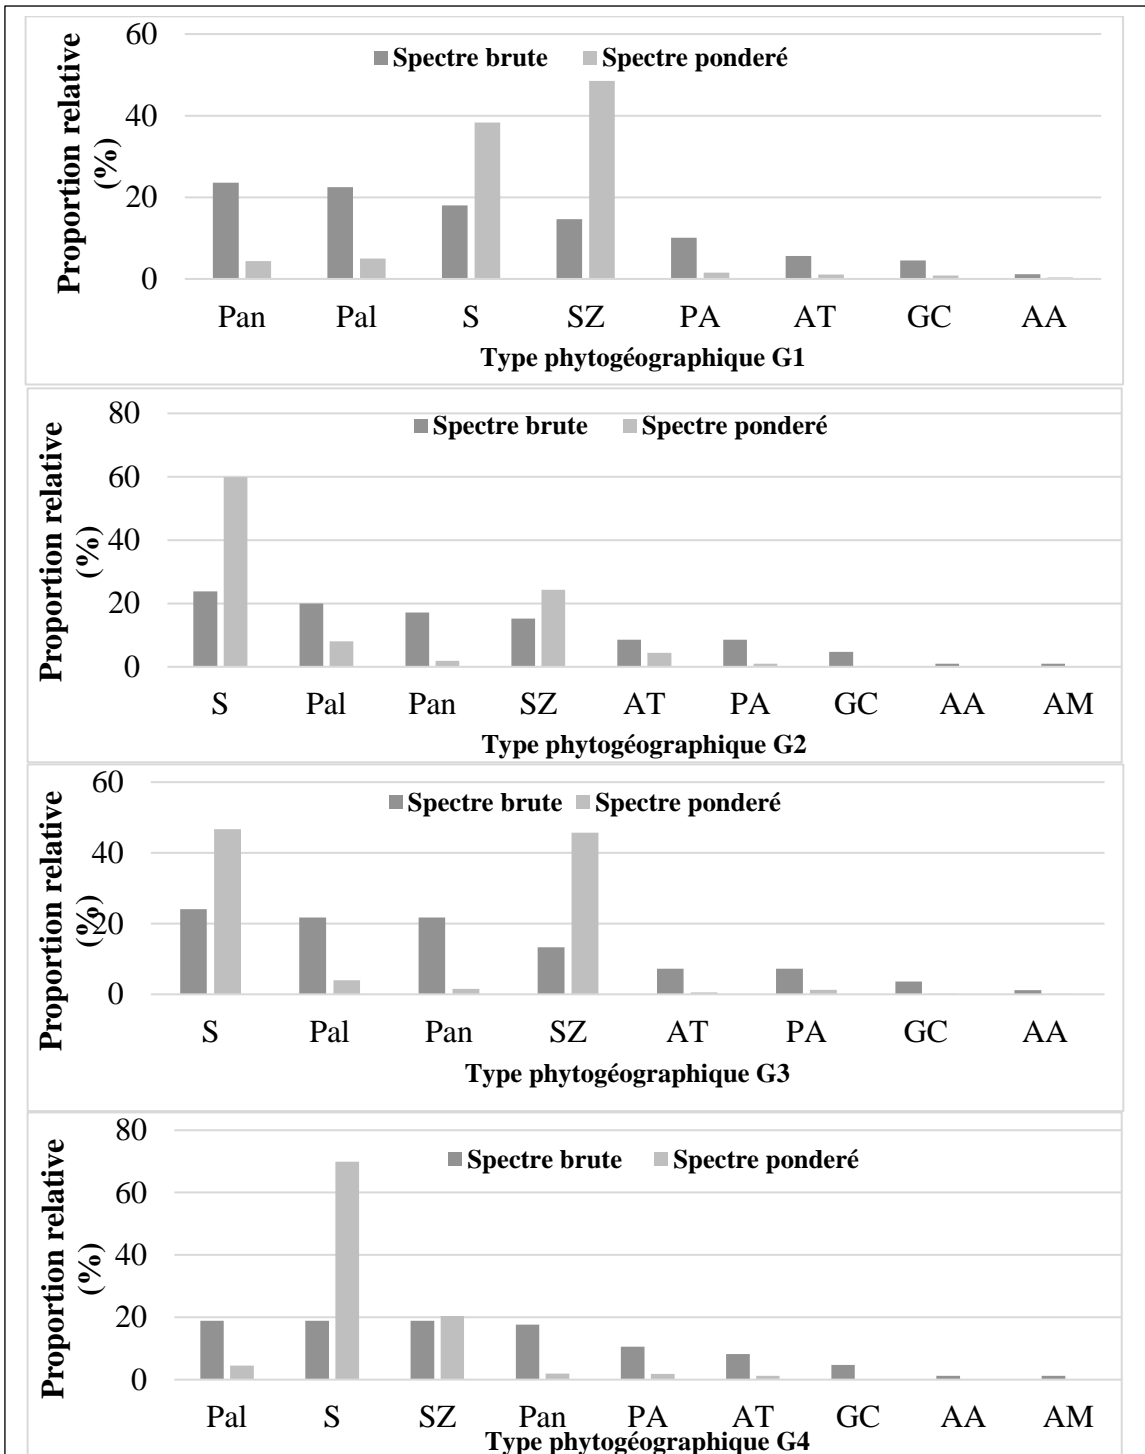 60
Spectre brute Spectre ponderé
40
20
0
Proportion relative
(%)
Pan Pal S SZ PA AT GC AA
Type phytogéographique G1
80
Spectre brute Spectre ponderé
60
40
20
0
Proportion relative
(%)
S Pal Pan SZ AT PA GC AA AM
Type phytogéographique G2
60
Spectre brute Spectre ponderé
40
20
0
Proportion relative
(%)
S Pal Pan SZ AT PA GC AA
Type phytogéographique G3
80
Spectre brute Spectre ponderé
60
40
20
0
Proportion relative
(%)
Pal S SZ Pan PA AT GC AA AM
Type phytogéographique G4